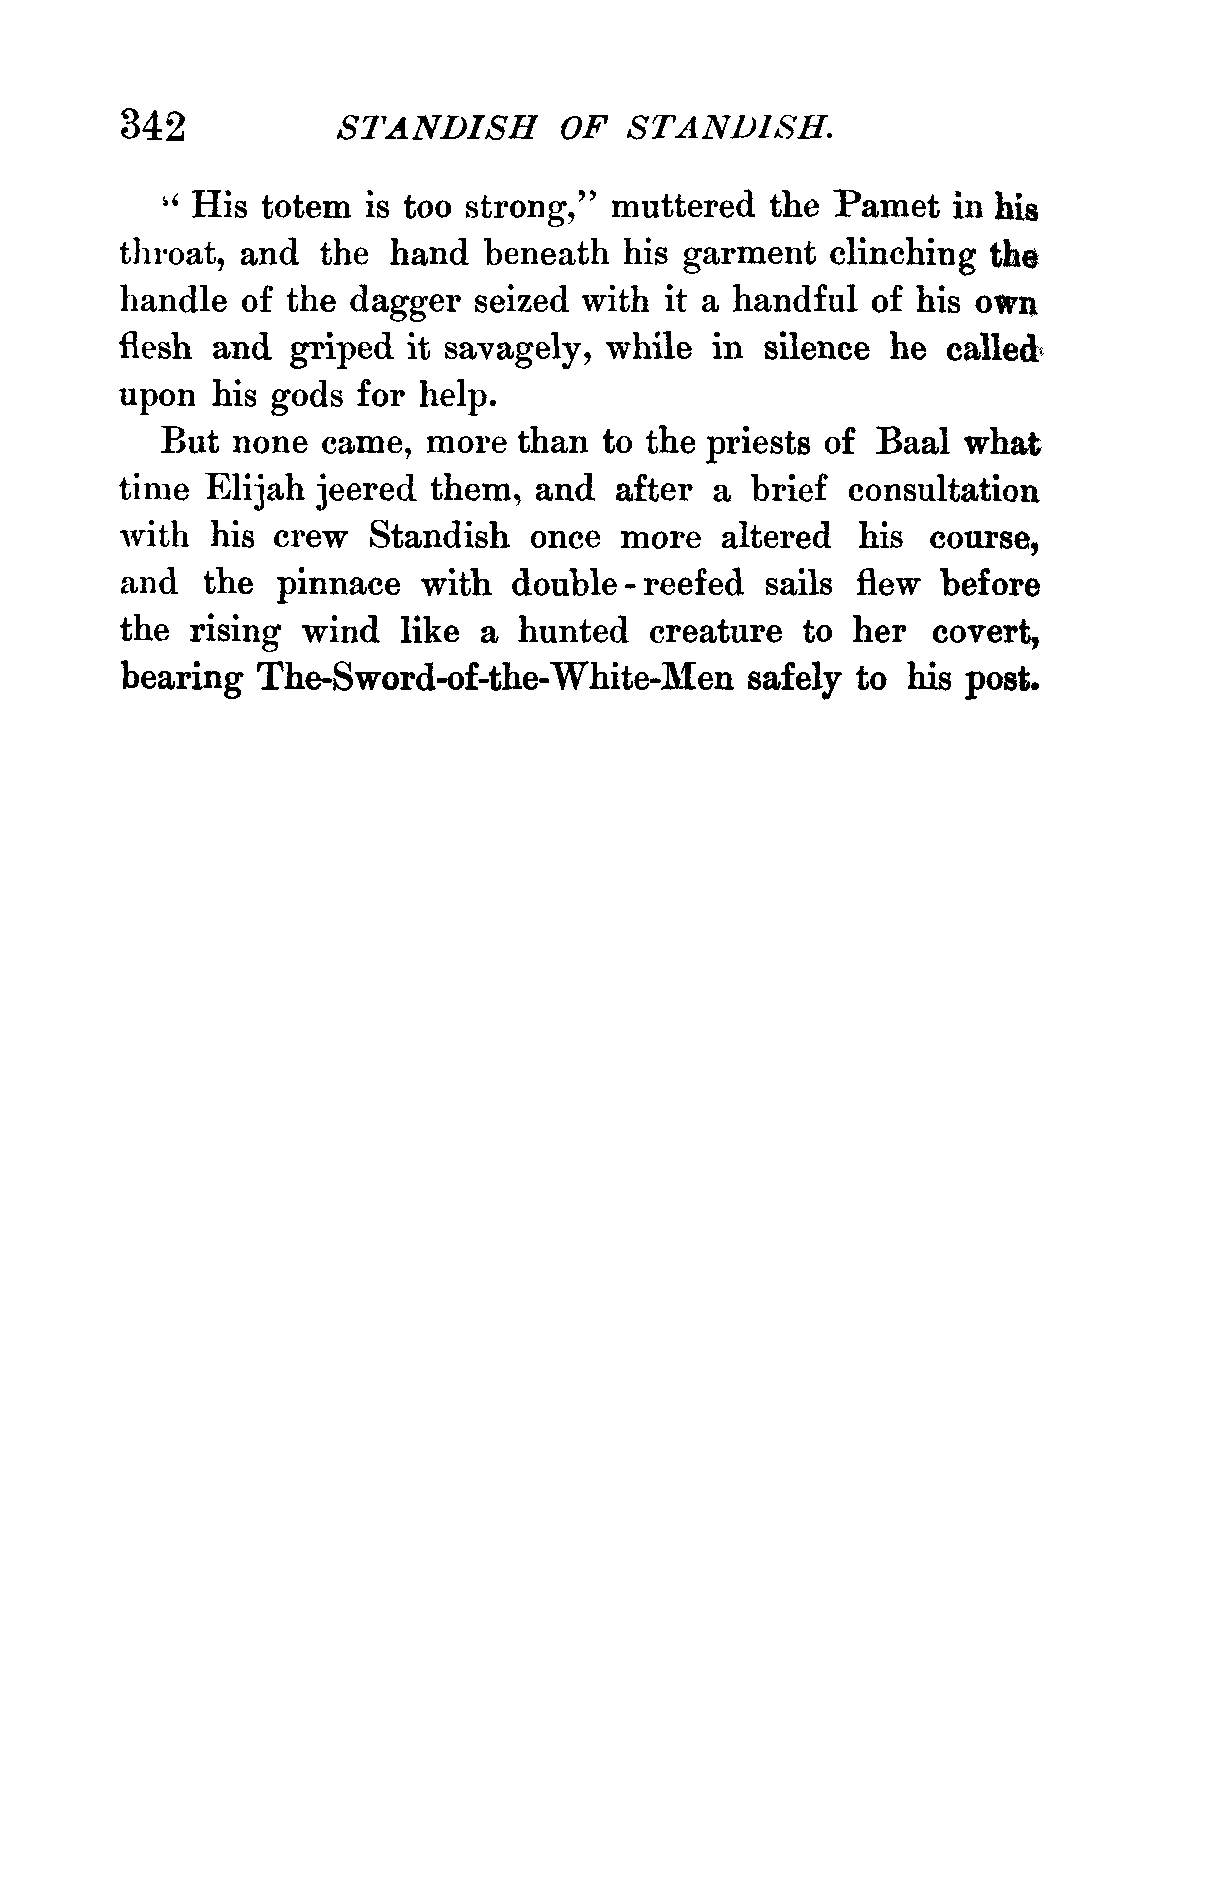 342 STANDISH OF STANDISH.
“ His totem is too strong,” muttered the Pamet in his
throat, and the hand beneath his garment clinching the
handle of the dagger seized with it a handful of his own
flesh and griped it savagely, while in silence he called
upon his gods for help.
But none came, more than to the priests of Baal what
time Elijah jeered them, and after a brief consultation
with his crew Standish once more altered his course,
and the pinnace with double-reefed sails flew before
the rising wind like a hunted creature to her covert,
bearing The-Sword-of-the-White-Men safely to his post.